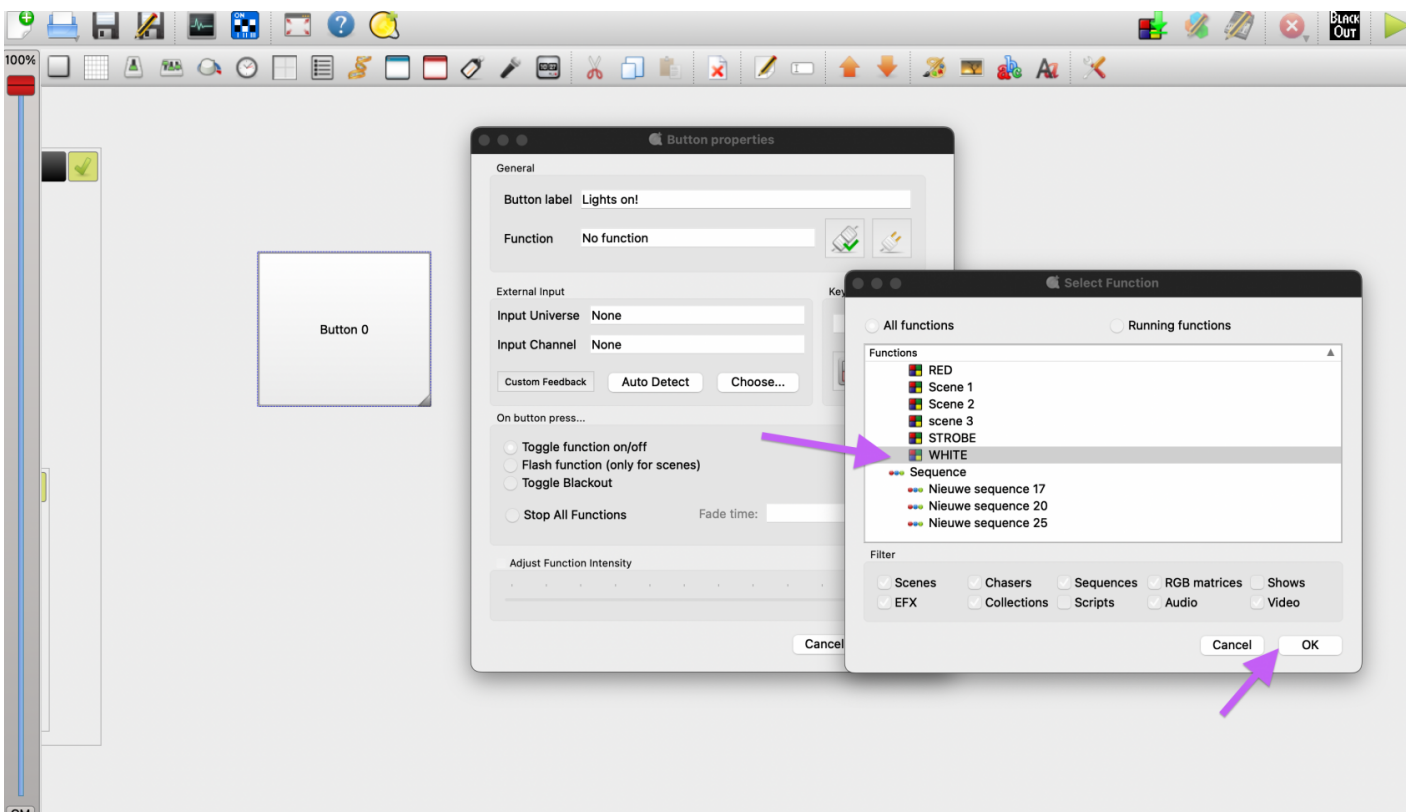 ON
BLACK
OUT
100%
Button properties
General
Button label Lights on!
Function No function
External Input
Key
Input Universe None
Input Channel None
Custom Feedback Auto Detect Choose...
On button press...
Toggle function on/off
Flash function (only for scenes)
Toggle Blackout
Stop All Functions Fade time:
Adjust Function Intensity
Cancel
Button 0
Select Function
All functions Running functions
Functions
RED
Scene 1
Scene 2
scene 3
STROBE
WHITE
Sequence
Nieuwe sequence 17
Nieuwe sequence 20
Nieuwe sequence 25
Filter
Scenes Chasers Sequences RGB matrices Shows
EFX Collections Scripts Audio Video
Cancel OK
GM